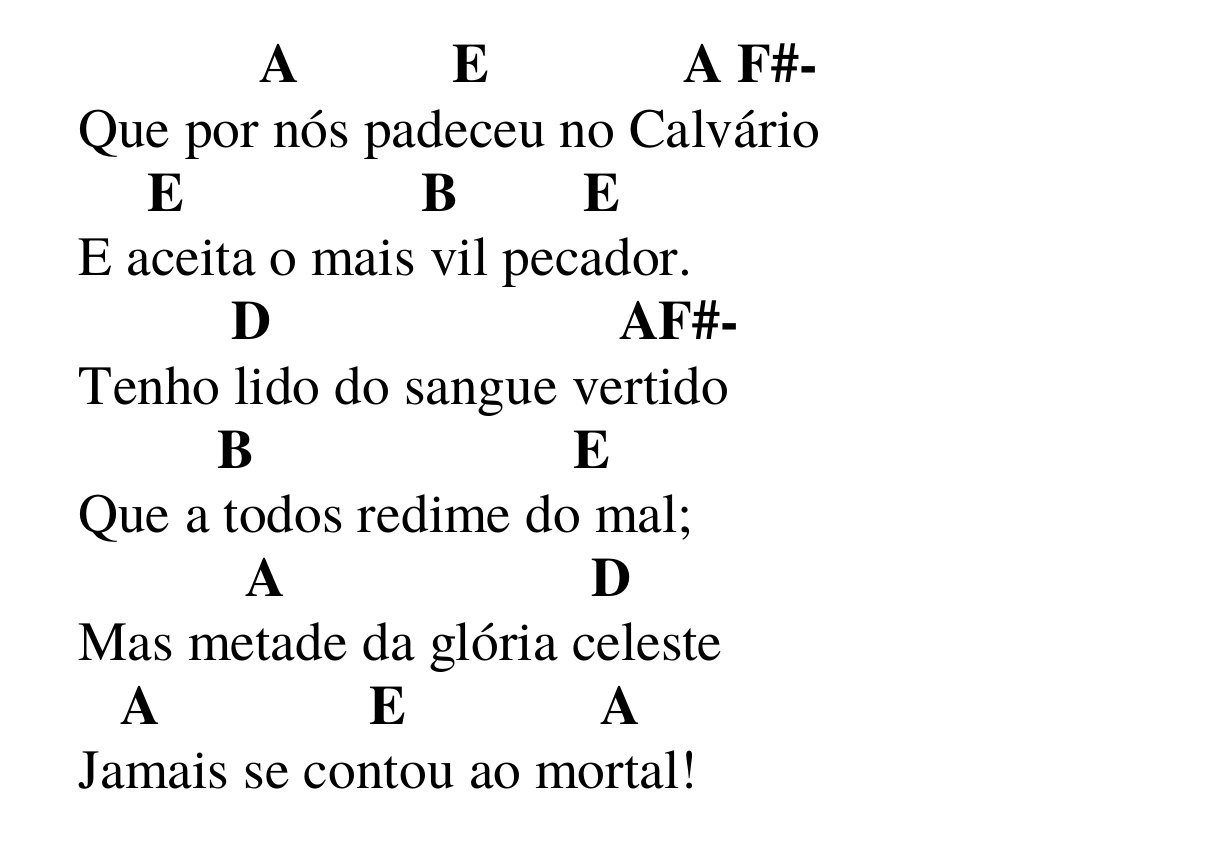 A E A F#-
Que por nós padeceu no Calvário
E B E
E aceita o mais vil pecador.
D AF#-
Tenho lido do sangue vertido
B E
Que a todos redime do mal;
A D
Mas metade da glória celeste
A E A
Jamais se contou ao mortal!